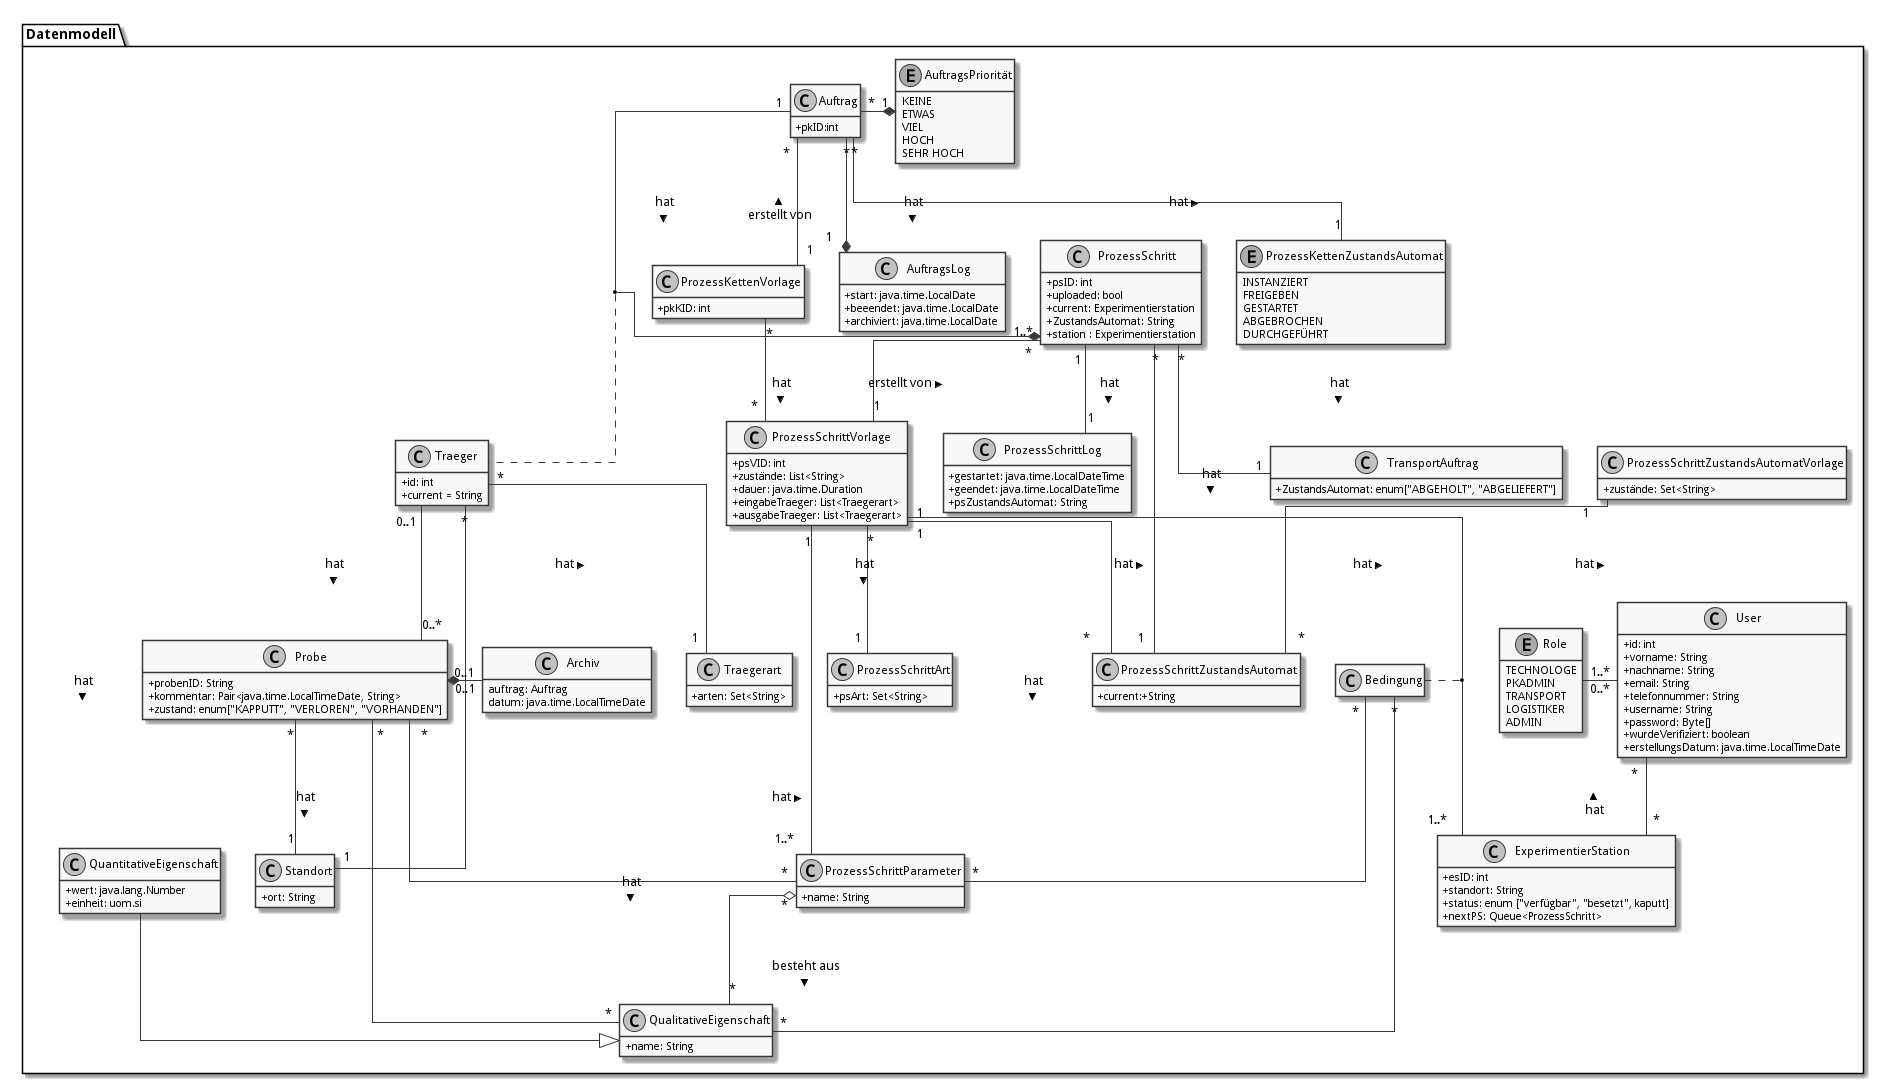 Datenmodell
E AuftragsPriorität
KEINE
ETWAS
VIEL
HOCH
SEHR HOCH
C Auftrag
+pkID:int
1
* 1
*
**
hat
erstellt von
hat
hat
1
1
1
C ProzessKettenVorlage
+pkKID: int
*
C AuftragsLog
+start: java.time.LocalDate
+beeendet: java.time.LocalDate
+archiviert: java.time.LocalDate
C ProzessSchritt
+psID: int
+uploaded: bool
+current: Experimentierstation
+ZustandsAutomat: String
+station : Experimentierstation
1..*
*
1
*
*
E ProzessKettenZustandsAutomat
INSTANZIERT
FREIGEBEN
GESTARTET
ABGEBROCHEN
DURCHGEFÜHRT
hat
erstellt von
hat
hat
*
1
1
C Traeger
+id: int
+current = String
*
0..1
*
C ProzessSchrittVorlage
+psVID: int
+zustände: List<String>
+dauer: java.time.Duration
+eingabeTraeger: List<Traegerart>
+ausgabeTraeger: List<Traegerart>
1
1
1
*
C ProzessSchrittLog
+gestartet: java.time.LocalDateTime
+geendet: java.time.LocalDateTime
+psZustandsAutomat: String
1
hat
C TransportAuftrag
+ZustandsAutomat: enum["ABGEHOLT", "ABGELIEFERT"]
C ProzessSchrittZustandsAutomatVorlage
+zustände: Set<String>
1
hat
hat
hat
hat
hat
hat
0..*
1
1
*
1
*
C Probe
+probenID: String
+kommentar: Pair<java.time.LocalTimeDate, String>
+zustand: enum["KAPPUTT", "VERLOREN", "VORHANDEN"]
0..1
0..1
*
*
*
C Archiv
auftrag: Auftrag
datum: java.time.LocalTimeDate
C Traegerart
+arten: Set<String>
C ProzessSchrittArt
+psArt: Set<String>
C ProzessSchrittZustandsAutomat
+current:+String
C Bedingung
*
*
E Role
TECHNOLOGE
PKADMIN
TRANSPORT
LOGISTIKER
ADMIN
1..*
0..*
C User
+id: int
+vorname: String
+nachname: String
+email: String
+telefonnummer: String
+username: String
+password: Byte[]
+wurdeVerifiziert: boolean
+erstellungsDatum: java.time.LocalTimeDate
*
hat
hat
hat
hat
hat
1
1..*
1..*
*
C QuantitativeEigenschaft
+wert: java.lang.Number
+einheit: uom.si
C Standort
+ort: String
1
hat
*
*
C ProzessSchrittParameter
+name: String
*
C ExperimentierStation
+esID: int
+standort: String
+status: enum ["verfügbar", "besetzt", kaputt]
+nextPS: Queue<ProzessSchritt>
besteht aus
*
*
C QualitativeEigenschaft
+name: String
*